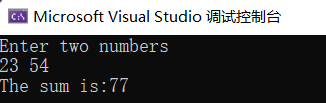 Microsoft Visual Studio 调试控制台
Enter two numbers
23 54
The sum is:77